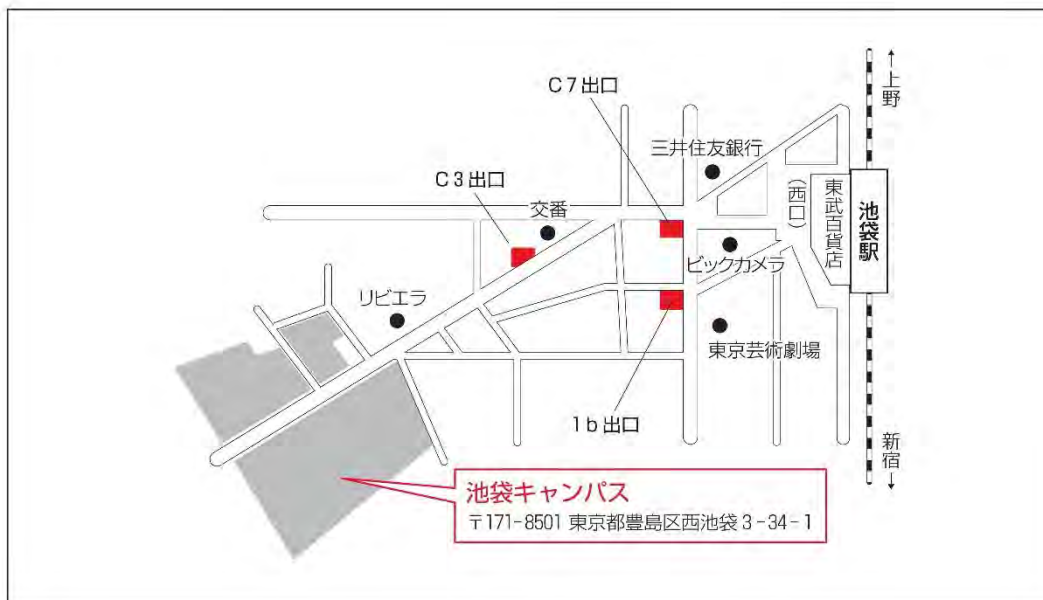 C7出口
↑上野
三井住友銀行
C3出口
交番
(西口)
東武百貨店
池袋駅
ビックカメラ
リビエラ
東京芸術劇場
1b出口
新宿↓
池袋キャンパス
〒171-8501 東京都豊島区西池袋3-34-1